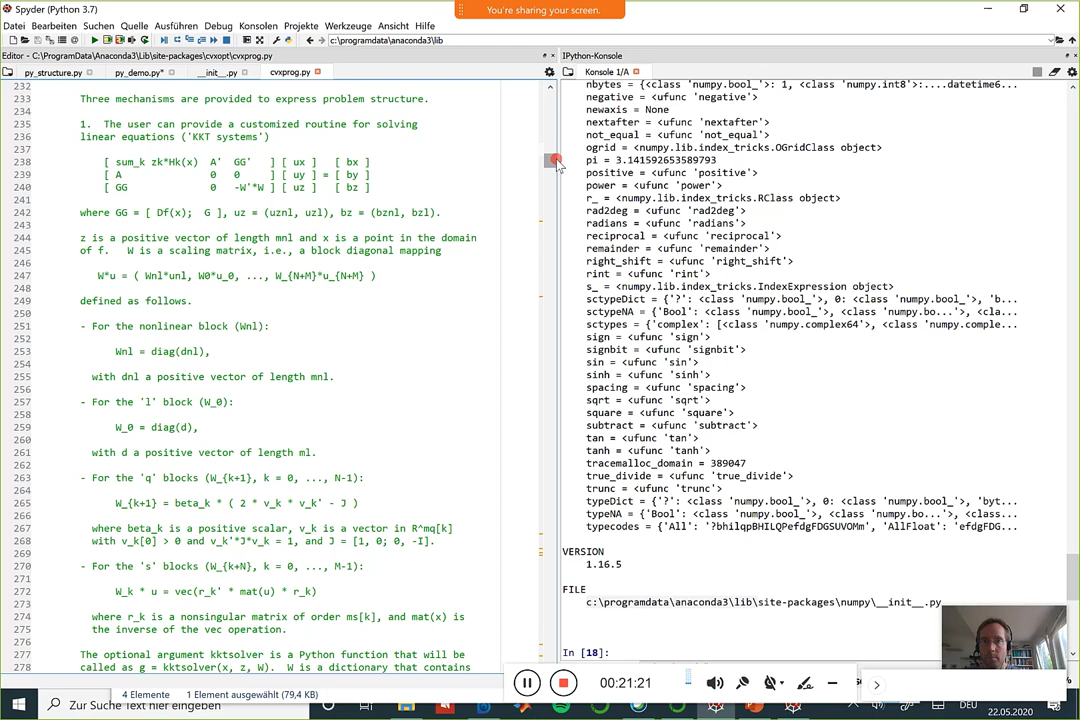 Spyder (Python 3.7)
You're sharing your screen.
Datei Bearbeiten Suchen Quelle Ausführen Debug Konsolen Projekte Werkzeuge Ansicht Hilfe
c:\programdata\anaconda3\lib
Editor - C:\ProgramData\Anaconda3\Lib\site-packages\cvxopt\cvxprog.py
py_structure.py py_demo.py* __init__.py cvxprog.py
232
233 Three mechanisms are provided to express problem structure.
234
235 1. The user can provide a customized routine for solving
236 linear equations ('KKT systems')
237
238 [ sum_k zk*Hk(x) A' GG' ] [ ux ] [ bx ]
239 [ A 0 0 ] [ uy ] = [ by ]
240 [ GG 0 -W'*W ] [ uz ] [ bz ]
241
242 where GG = [ Df(x); G ], uz = (uznl, uzl), bz = (bznl, bzl).
243
244 z is a positive vector of length mnl and x is a point in the domain
245 of f. W is a scaling matrix, i.e., a block diagonal mapping
246
247 W*u = ( Wnl*unl, W0*u_0, ..., W_{N+M}*u_{N+M} )
248
249 defined as follows.
250
251 - For the nonlinear block (Wnl):
252
253 Wnl = diag(dnl),
254
255 with dnl a positive vector of length mnl.
256
257 - For the 'l' block (W_0):
258
259 W_0 = diag(d),
260
261 with d a positive vector of length ml.
262
263 - For the 'q' blocks (W_{k+1}, k = 0, ..., N-1):
264
265 W_{k+1} = beta_k * ( 2 * v_k * v_k' - J )
266
267 where beta_k is a positive scalar, v_k is a vector in R^mq[k]
268 with v_k[0] > 0 and v_k'*J*v_k = 1, and J = [1, 0; 0, -I].
269
270 - For the 's' blocks (W_{k+N}, k = 0, ..., M-1):
271
272 W_k * u = vec(r_k' * mat(u) * r_k)
273
274 where r_k is a nonsingular matrix of order ms[k], and mat(x) is
275 the inverse of the vec operation.
276
277 The optional argument kktsolver is a Python function that will be
278 called as g = kktsolver(x, z, W). W is a dictionary that contains
IPython-Konsole
Konsole 1/A
nbytes = {<class 'numpy.bool_'>: 1, <class 'numpy.int8'>:....datetime6...
negative = <ufunc 'negative'>
newaxis = None
nextafter = <ufunc 'nextafter'>
not_equal = <ufunc 'not_equal'>
ogrid = <numpy.lib.index_tricks.OGridClass object>
pi = 3.141592653589793
positive = <ufunc 'positive'>
power = <ufunc 'power'>
r_ = <numpy.lib.index_tricks.RClass object>
rad2deg = <ufunc 'rad2deg'>
radians = <ufunc 'radians'>
reciprocal = <ufunc 'reciprocal'>
remainder = <ufunc 'remainder'>
right_shift = <ufunc 'right_shift'>
rint = <ufunc 'rint'>
s_ = <numpy.lib.index_tricks.IndexExpression object>
sctypeDict = {'?': <class 'numpy.bool_'>, 0: <class 'numpy.bool_'>, 'b...
sctypeNA = {'Bool': <class 'numpy.bool_'>, <class 'numpy.bo...'>, <cla...
sctypes = {'complex': [<class 'numpy.complex64'>, <class 'numpy.comple...
sign = <ufunc 'sign'>
signbit = <ufunc 'signbit'>
sin = <ufunc 'sin'>
sinh = <ufunc 'sinh'>
spacing = <ufunc 'spacing'>
sqrt = <ufunc 'sqrt'>
square = <ufunc 'square'>
subtract = <ufunc 'subtract'>
tan = <ufunc 'tan'>
tanh = <ufunc 'tanh'>
tracemalloc_domain = 389047
true_divide = <ufunc 'true_divide'>
trunc = <ufunc 'trunc'>
typeDict = {'?': <class 'numpy.bool_'>, 0: <class 'numpy.bool_'>, 'byt...
typeNA = {'Bool': <class 'numpy.bool_'>, <class 'numpy.bo...'>, <class...
typecodes = {'All': '?bhilqpBHILQPefdgFDGSUVOMm', 'AllFloat': 'efdgFDG...
VERSION
1.16.5
FILE
c:\programdata\anaconda3\lib\site-packages\numpy\__init__.py
In [18]:
00:21:21
4 Elemente 1 Element ausgewählt (79,4 KB)
Zur Suche Text hier eingeben
DEU
22.05.2020